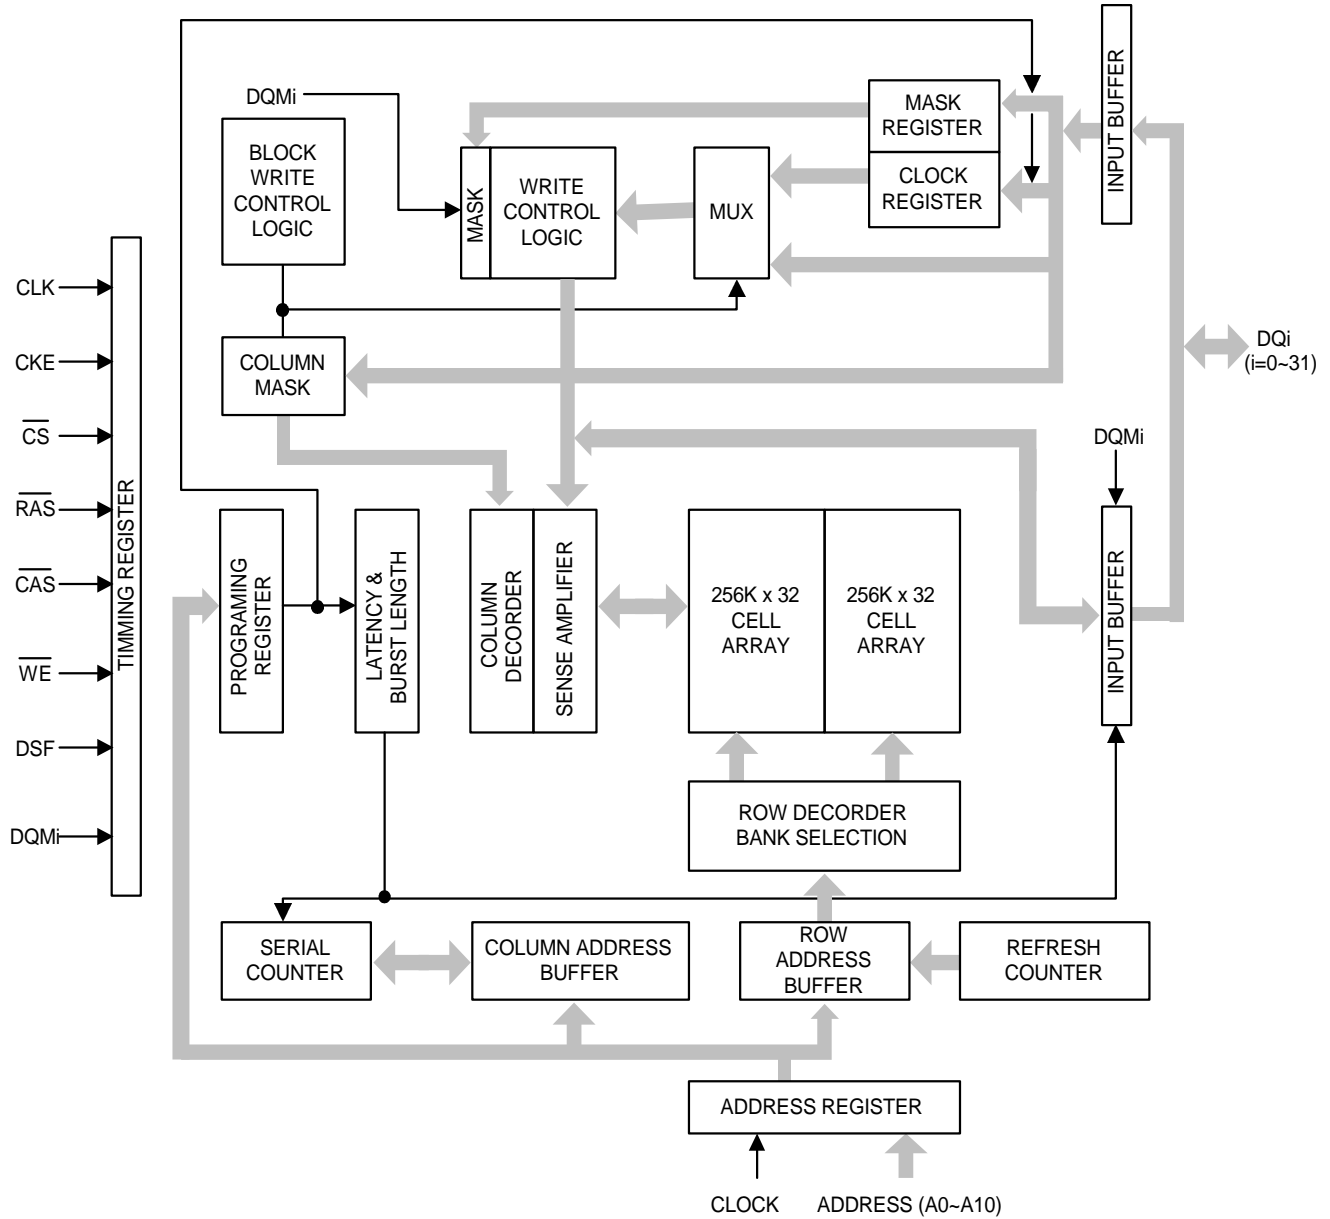 DQMi
BLOCK
WRITE
CONTROL
LOGIC
MASK
WRITE
CONTROL
LOGIC
MUX
MASK
REGISTER
CLOCK
REGISTER
INPUT BUFFER
TIMMING REGISTER
CLK
CKE
CS
RAS
CAS
WE
DSF
DQMi
COLUMN
MASK
DQi
(i=0~31)
DQMi
PROGRAMING
REGISTER
LATENCY &
BURST LENGTH
COLUMN
DECORDER
SENSE AMPLIFIER
256K x 32
CELL
ARRAY
256K x 32
CELL
ARRAY
INPUT BUFFER
ROW DECORDER
BANK SELECTION
SERIAL
COUNTER
COLUMN ADDRESS
BUFFER
ROW
ADDRESS
BUFFER
REFRESH
COUNTER
ADDRESS REGISTER
CLOCK
ADDRESS (A0~A10)